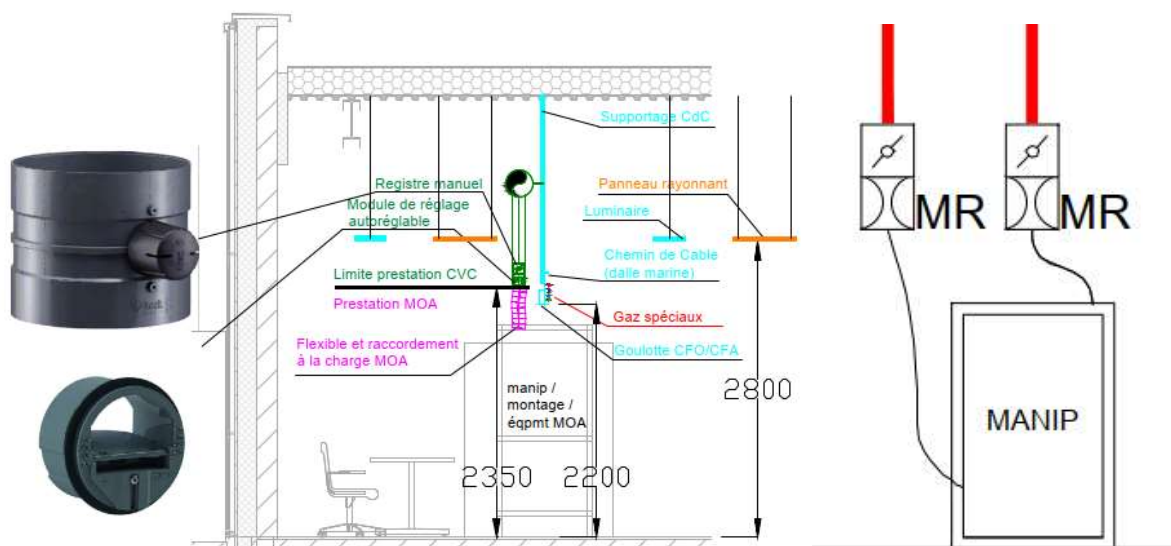 Supportage CdC
Registre manuel
Panneau rayonnant
Module de réglage
autoréglable
Luminaire
Limite prestation CVC
Chemin de Cable
(dalle marine)
Prestation MOA
Gaz spéciaux
Flexible et raccordement
à la charge MOA
Goulotte CFO/CFA
manip /
montage /
éqpmt MOA
2350
2200
2800
MR
MR
MANIP